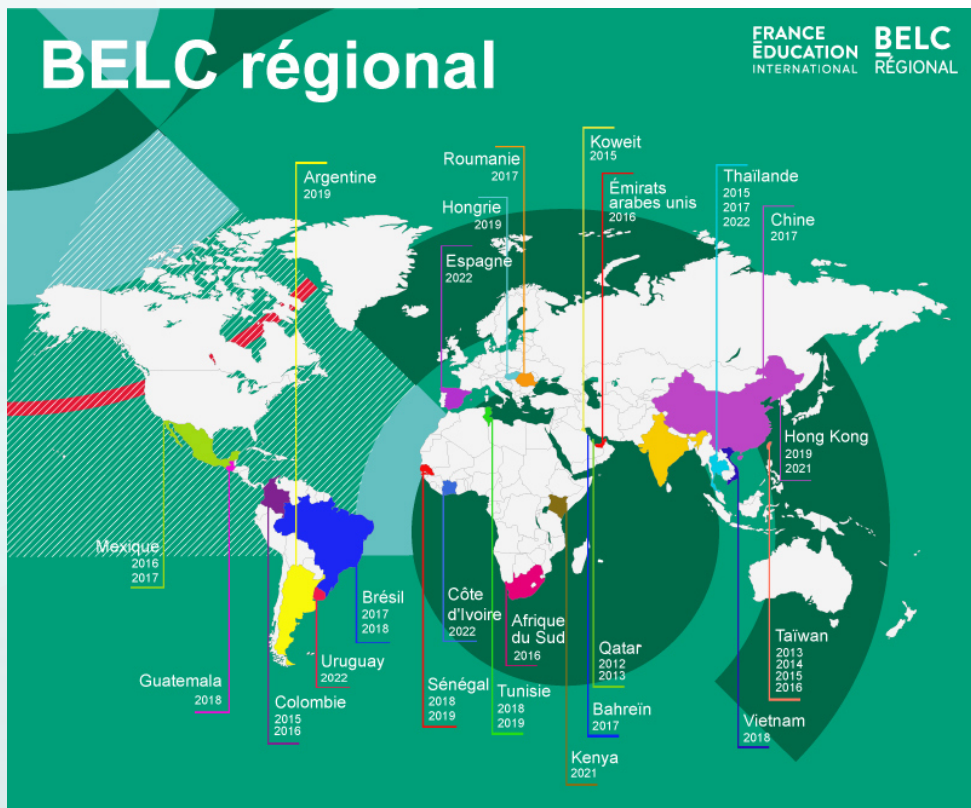 BELC régional
FRANCE
ÉDUCATION
INTERNATIONAL
BELC
RÉGIONAL
Argentine
2019
Roumanie
2017
Hongrie
2019
Espagne
2022
Koweit
2015
Émirats
arabes unis
2016
Thaïlande
2015
2017
2022
Chine
2017
Hong Kong
2019
2021
Mexique
2016
2017
Guatemala
2018
Colombie
2015
2016
Uruguay
2022
Brésil
2017
2018
Sénégal
2018
2019
Côte
d'Ivoire
2022
Tunisie
2018
2019
Afrique
du Sud
2016
Kenya
2021
Qatar
2012
2013
Bahreïn
2017
Taïwan
2013
2014
2015
2016
Vietnam
2018